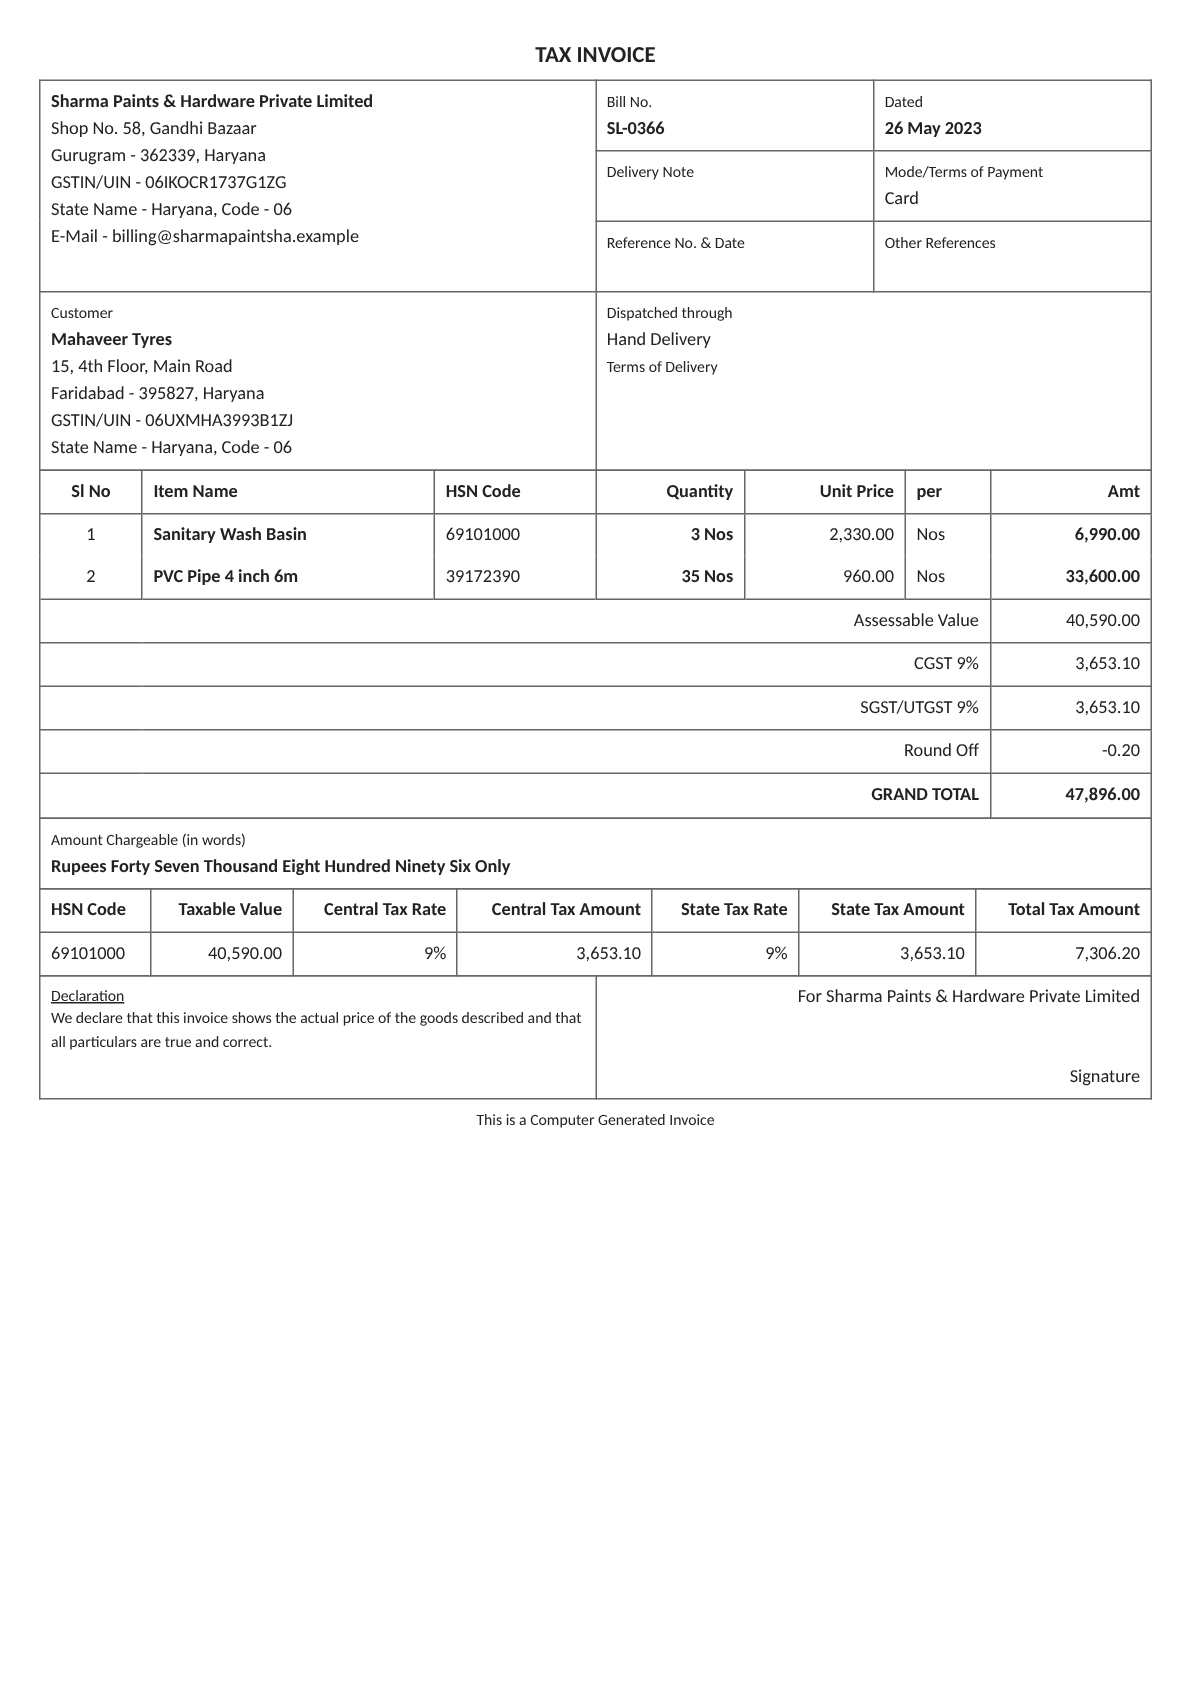 TAX INVOICE
Sharma Paints & Hardware Private Limited
Shop No. 58, Gandhi Bazaar
Gurugram - 362339, Haryana
GSTIN/UIN - 06IKOCR1737G1ZG
State Name - Haryana, Code - 06
E-Mail - billing@sharmapaintsha.example
Bill No.
SL-0366
Dated
26 May 2023
Delivery Note
Mode/Terms of Payment
Card
Reference No. & Date
Other References
Customer
Mahaveer Tyres
15, 4th Floor, Main Road
Faridabad - 395827, Haryana
GSTIN/UIN - 06UXMHA3993B1ZJ
State Name - Haryana, Code - 06
Dispatched through
Hand Delivery
Terms of Delivery
Sl No Item Name HSN Code Quantity Unit Price per Amt
1 Sanitary Wash Basin 69101000 3 Nos 2,330.00 Nos 6,990.00
2 PVC Pipe 4 inch 6m 39172390 35 Nos 960.00 Nos 33,600.00
Assessable Value 40,590.00
CGST 9% 3,653.10
SGST/UTGST 9% 3,653.10
Round Off -0.20
GRAND TOTAL 47,896.00
Amount Chargeable (in words)
Rupees Forty Seven Thousand Eight Hundred Ninety Six Only
HSN Code Taxable Value Central Tax Rate Central Tax Amount State Tax Rate State Tax Amount Total Tax Amount
69101000 40,590.00 9% 3,653.10 9% 3,653.10 7,306.20
Declaration
We declare that this invoice shows the actual price of the goods described and that
all particulars are true and correct.
For Sharma Paints & Hardware Private Limited
Signature
This is a Computer Generated Invoice